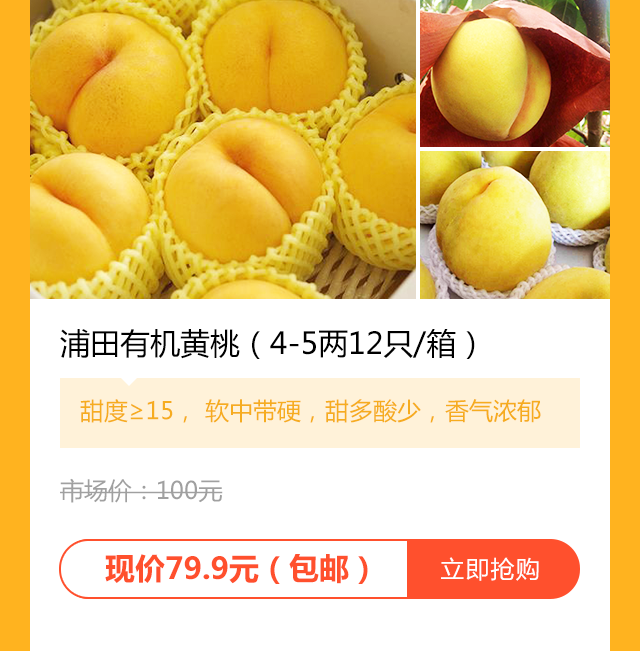 浦田有机黄桃（4-5两12只/箱）
甜度≥15， 软中带硬，甜多酸少，香气浓郁
市场价：100元
现价79.9元（包邮） 立即抢购